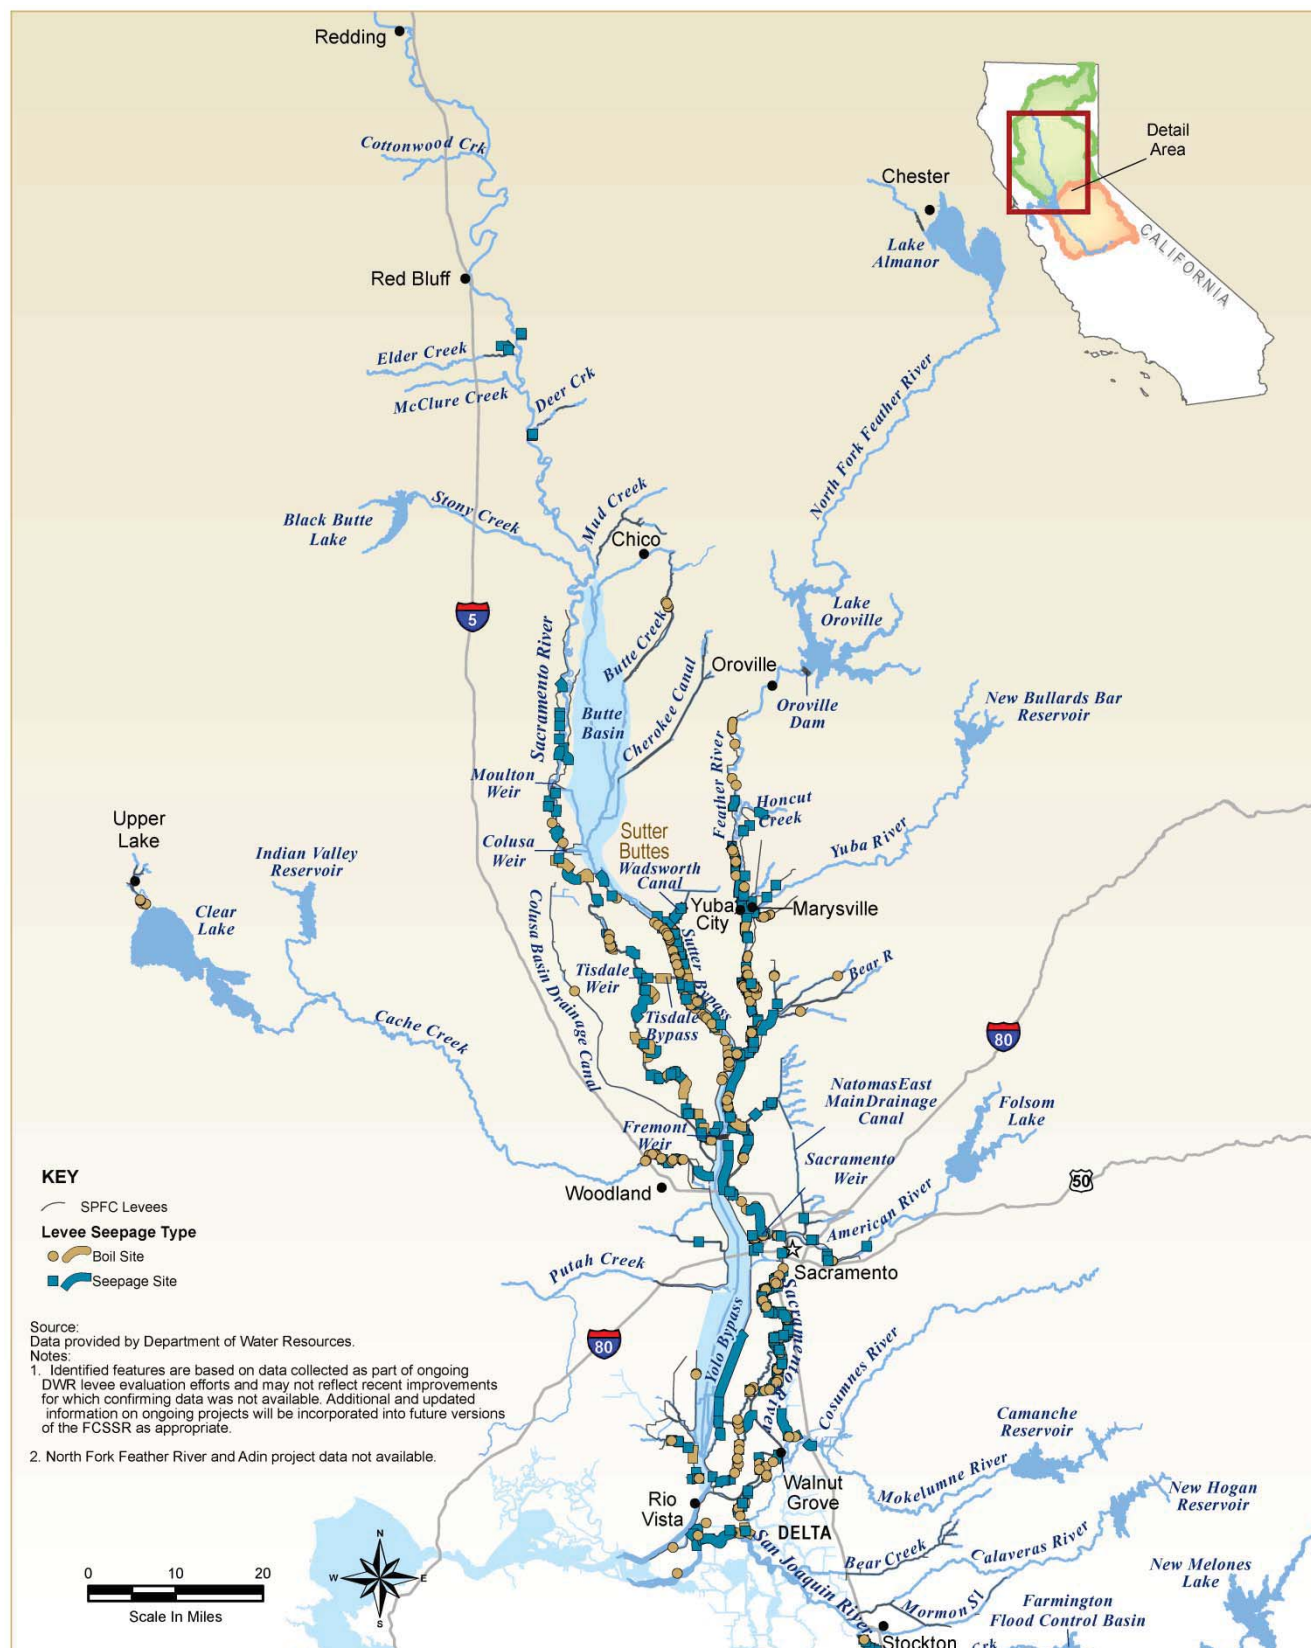 Redding
Cottonwood Crk
Detail
Area
CALIFORNIA
Chester
Lake
Almanor
Red Bluff
Elder Creek
McClure Creek
Deer Crk
North Fork Feather River
Black Butte
Lake
Stony Creek
Mud Creek
Chico
5
Lake
Oroville
Sacramento River
Butte Creek
Oroville
Oroville
Dam
New Bullards Bar
Reservoir
Butte
Basin
Cherokee Canal
Feather River
Moulton
Weir
Honcut
Creek
Upper
Lake
Indian Valley
Reservoir
Colusa
Weir
Sutter
Buttes
Wadsworth
Canal
Yuba River
Clear
Lake
Colusa Basin Drainage Canal
Yuba
City
Marysville
Sutter Bypass
Tisdale
Weir
Bear R
Tisdale
Bypass
Cache Creek
80
Natomas East
Main Drainage
Canal
Folsom
Lake
Fremont
Weir
Sacramento
Weir
50
KEY
SPFC Levees
Levee Seepage Type
Boil Site
Seepage Site
Woodland
American River
Putah Creek
Sacramento
Source:
Data provided by Department of Water Resources.
Notes:
1. Identified features are based on data collected as part of ongoing
DWR levee evaluation efforts and may not reflect recent improvements
for which confirming data was not available. Additional and updated
information on ongoing projects will be incorporated into future versions
of the FCSSR as appropriate.
2. North Fork Feather River and Adin project data not available.
80
Yolo Bypass
Sacramento River
Cosumnes River
Camanche
Reservoir
Mokelumne River
Walnut
Grove
New Hogan
Reservoir
Rio
Vista
DELTA
San Joaquin River
Bear Creek
Calaveras River
New Melones
Lake
Mormon Sl
Farmington
Flood Control Basin
Stockton
Crk
N
W
E
S
0
10
20
Scale In Miles